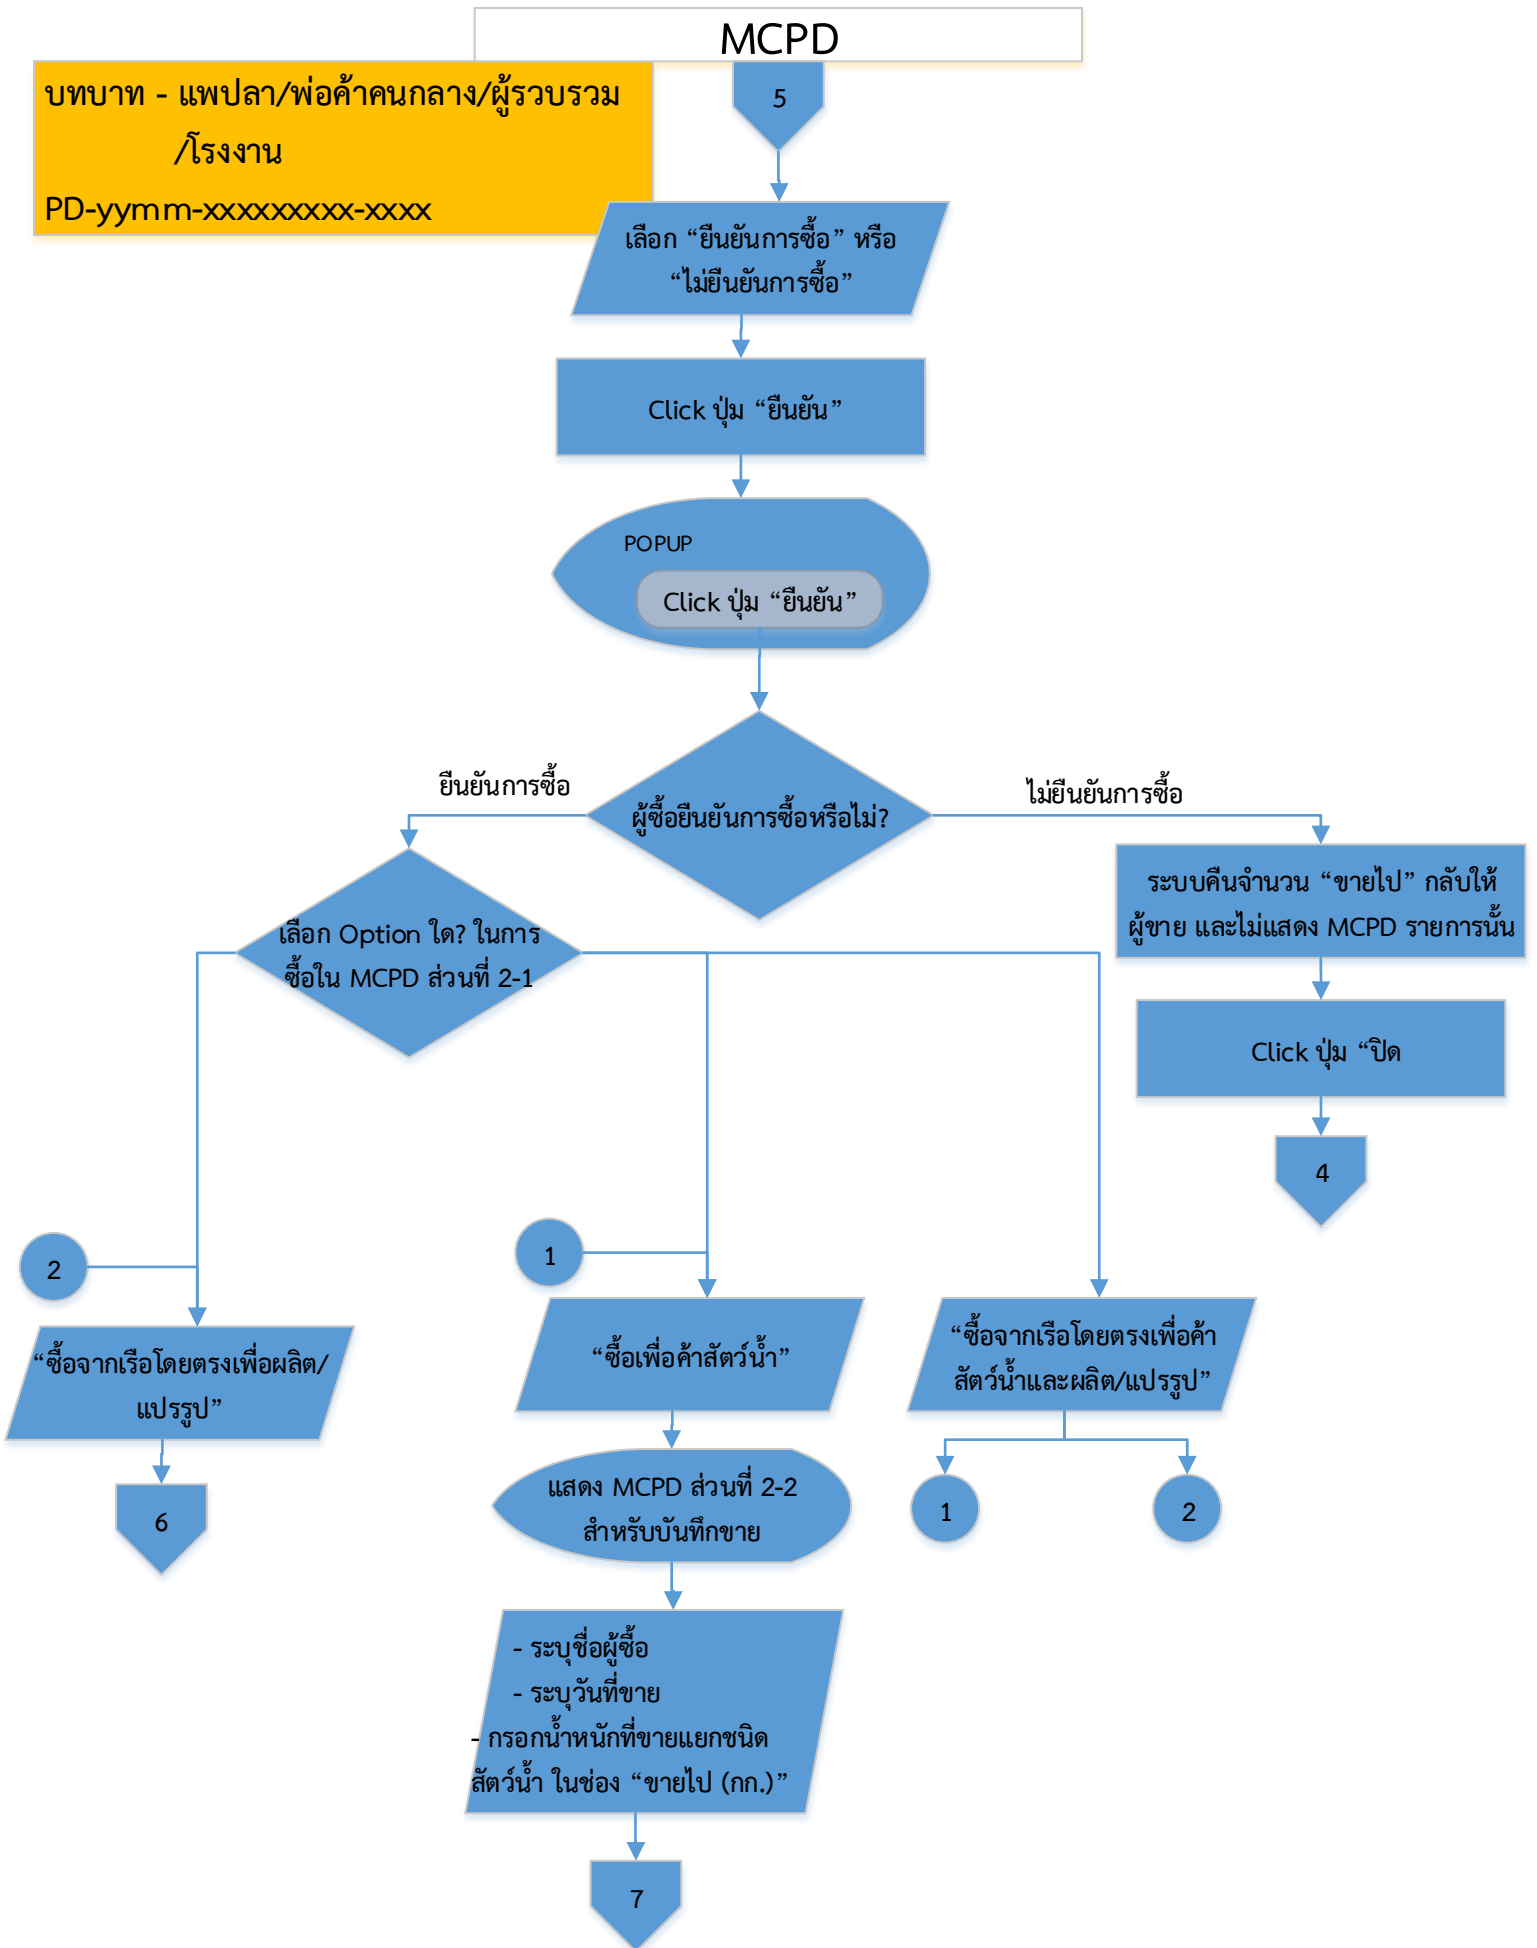 MCPD
บทบาท - แพปลา/พ่อค้าคนกลาง/ผู้รวบรวม
/โรงงาน
PD-yymm-xxxxxxxxx-xxxx
5
เลือก “ยืนยันการซื้อ” หรือ
“ไม่ยืนยันการซื้อ”
Click ปุ่ม “ยืนยัน”
POPUP
Click ปุ่ม “ยืนยัน”
ยืนยันการซื้อ
ผู้ซื้อยืนยันการซื้อหรือไม่?
ไม่ยืนยันการซื้อ
ระบบคืนจำนวน “ขายไป” กลับให้
ผู้ขาย และไม่แสดง MCPD รายการนั้น
เลือก Option ใด? ในการ
ซื้อใน MCPD ส่วนที่ 2-1
Click ปุ่ม “ปิด
4
2
1
“ซื้อจากเรือโดยตรงเพื่อผลิต/
แปรรูป”
“ซื้อเพื่อค้าสัตว์น้ำ”
“ซื้อจากเรือโดยตรงเพื่อค้า
สัตว์น้ำและผลิต/แปรรูป”
6
แสดง MCPD ส่วนที่ 2-2
สำหรับบันทึกขาย
1
2
- ระบุชื่อผู้ซื้อ
- ระบุวันที่ขาย
- กรอกน้ำหนักที่ขายแยกชนิด
สัตว์น้ำ ในช่อง “ขายไป (กก.)”
7